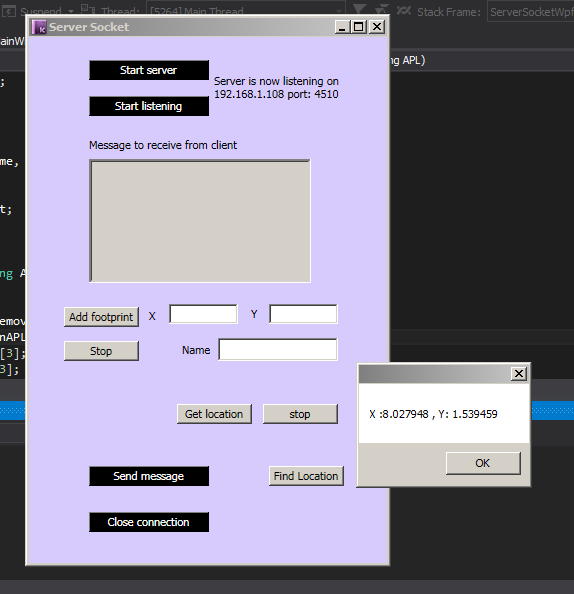 Suspend Thread: [5264] Main Thread Stack Frame: ServerSocketWpf
Server Socket
ainWi
ng APL)
;
Start server
Server is now listening on
192.168.1.108 port: 4510
Start listening
Message to receive from client
me,
t;
ng A
Add footprint X Y
emov
nAPL
Stop Name
[3];
3];
X :8.027948 , Y: 1.539459
Get location stop
OK
Send message Find Location
Close connection